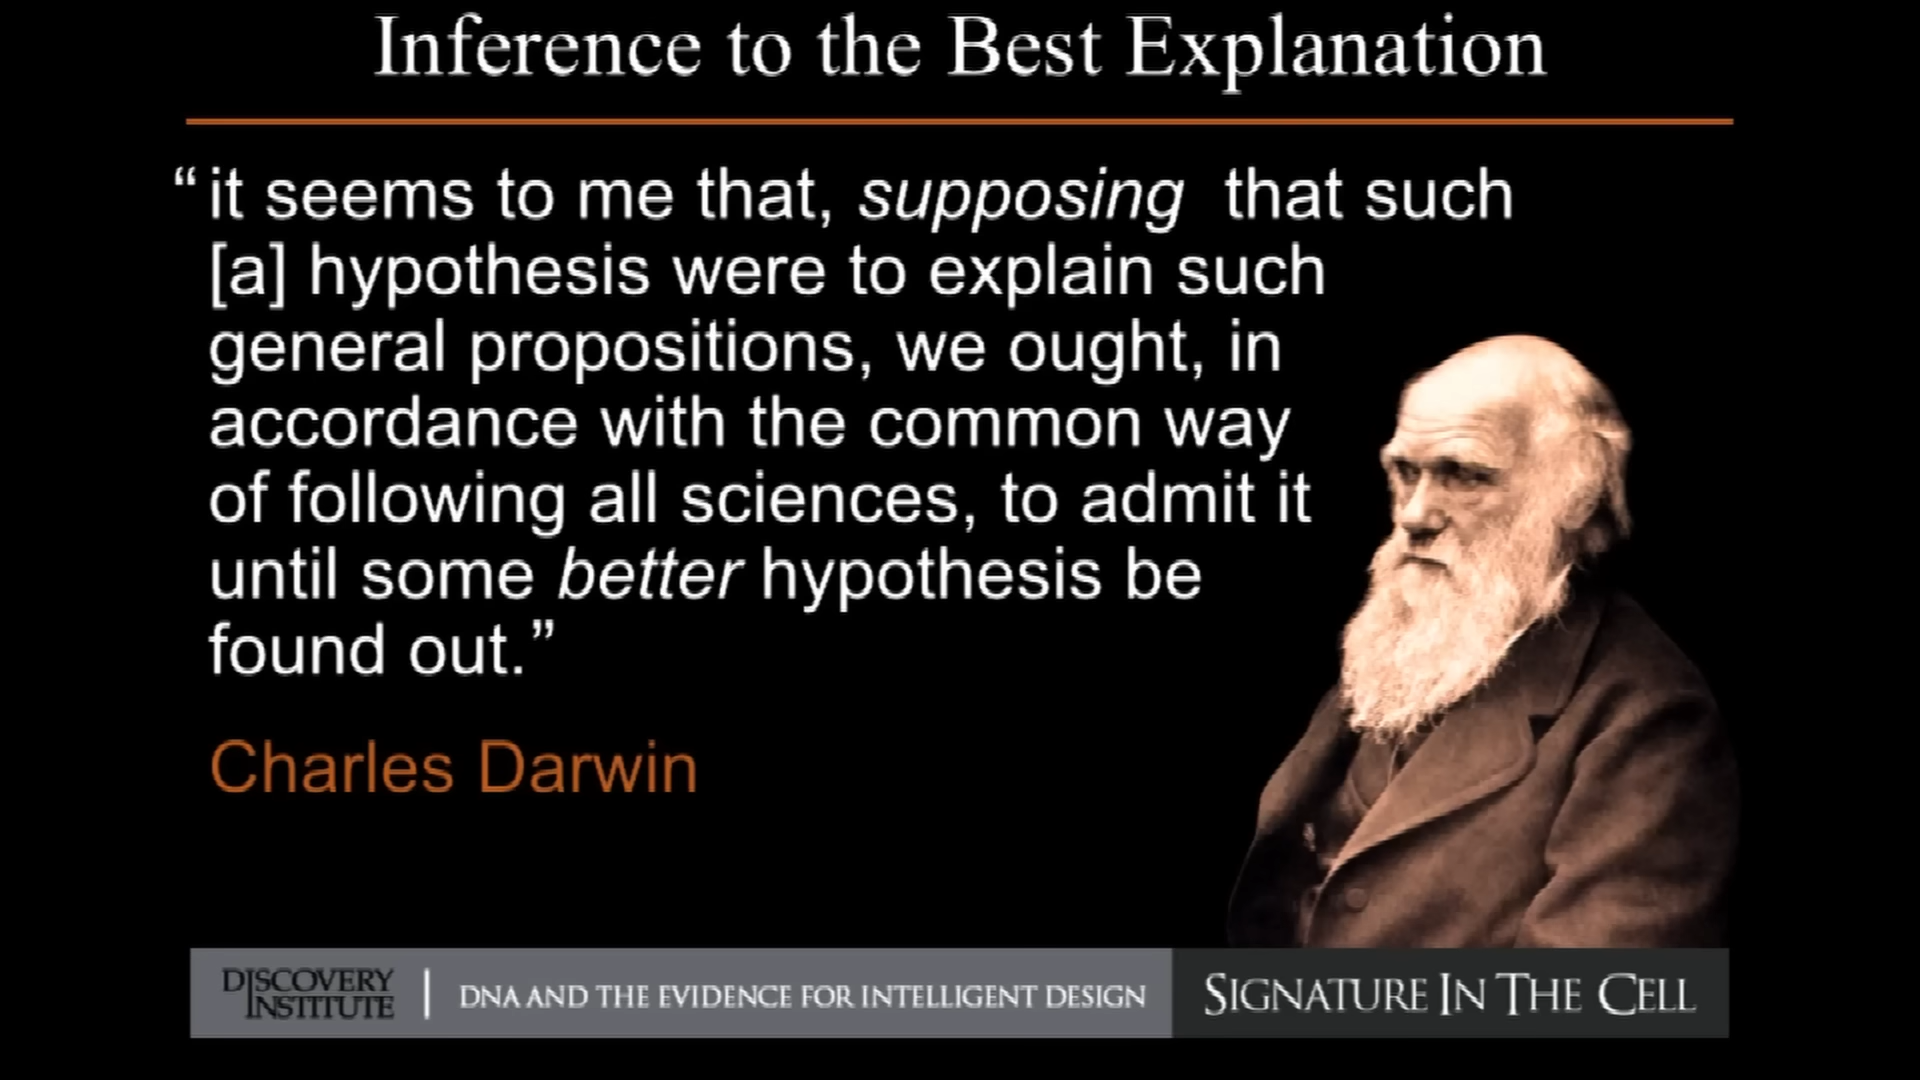 Inference to the Best Explanation
“it seems to me that, supposing that such
[a] hypothesis were to explain such
general propositions, we ought, in
accordance with the common way
of following all sciences, to admit it
until some better hypothesis be
found out.”
Charles Darwin
DISCOVERY
INSTITUTE
DNA AND THE EVIDENCE FOR INTELLIGENT DESIGN
SIGNATURE IN THE CELL